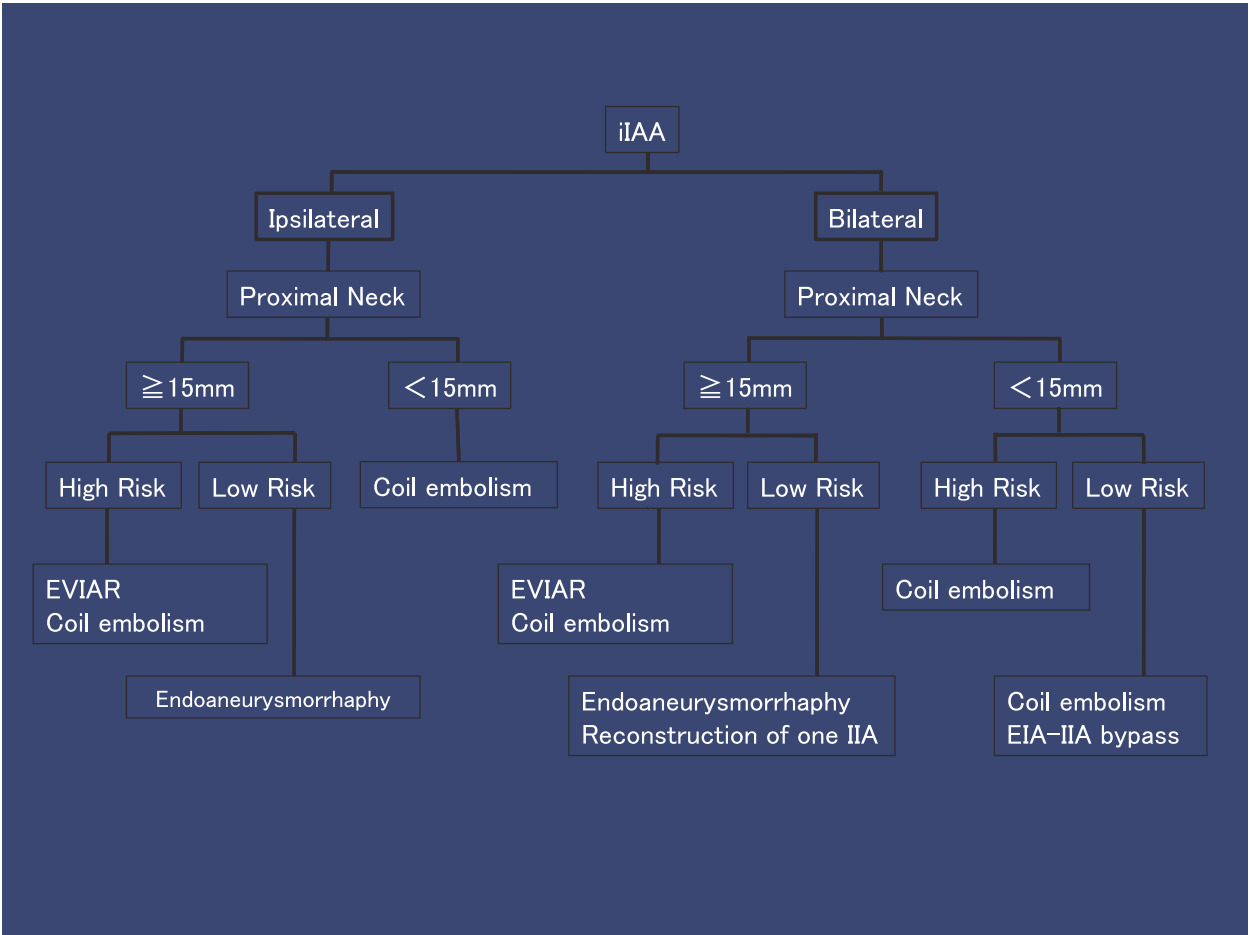 iIAA
Ipsilateral
Bilateral
Proximal Neck
Proximal Neck
≧15mm
＜15mm
≧15mm
＜15mm
High Risk
Low Risk
Coil embolism
High Risk
Low Risk
High Risk
Low Risk
EVIAR
Coil embolism
EVIAR
Coil embolism
Coil embolism
Endoaneurysmorrhaphy
Endoaneurysmorrhaphy
Reconstruction of one IIA
Coil embolism
EIA-IIA bypass